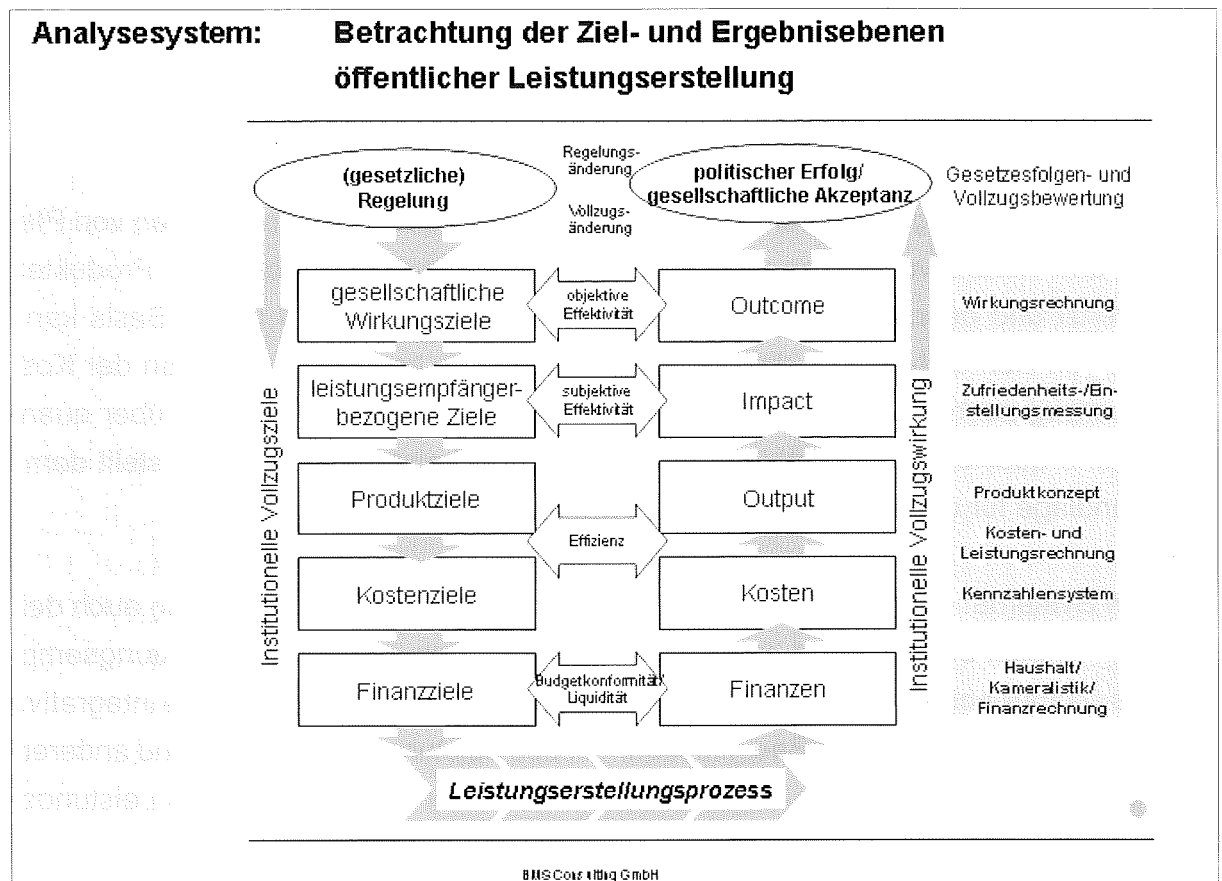 Analysesystem: Betrachtung der Ziel- und Ergebnisebenen
öffentlicher Leistungserstellung
(gesetzliche)
Regelung
Regelungs-
änderung
Vollzugs-
änderung
politischer Erfolg/
gesellschaftliche Akzeptanz
Gesetzesfolgen- und
Vollzugsbewertung
gesellschaftliche
Wirkungsziele
objektive
Effektivität
Outcome
Wirkungsrechnung
leistungsempfänger-
bezogene Ziele
subjektive
Effektivität
Impact
Zufriedenheits-/Ein-
stellungsmessung
Produktziele
Output
Produktkonzept
Effizienz
Kosten- und
Leistungsrechnung
Kostenziele
Kosten
Kennzahlensystem
Finanzziele
Budgetkonformität/
Liquidität
Finanzen
Haushalt/
Kameralistik/
Finanzrechnung
Institutionelle Vollzugsziele
Institutionelle Vollzugswirkung
Leistungserstellungsprozess
BMS Consulting GmbH